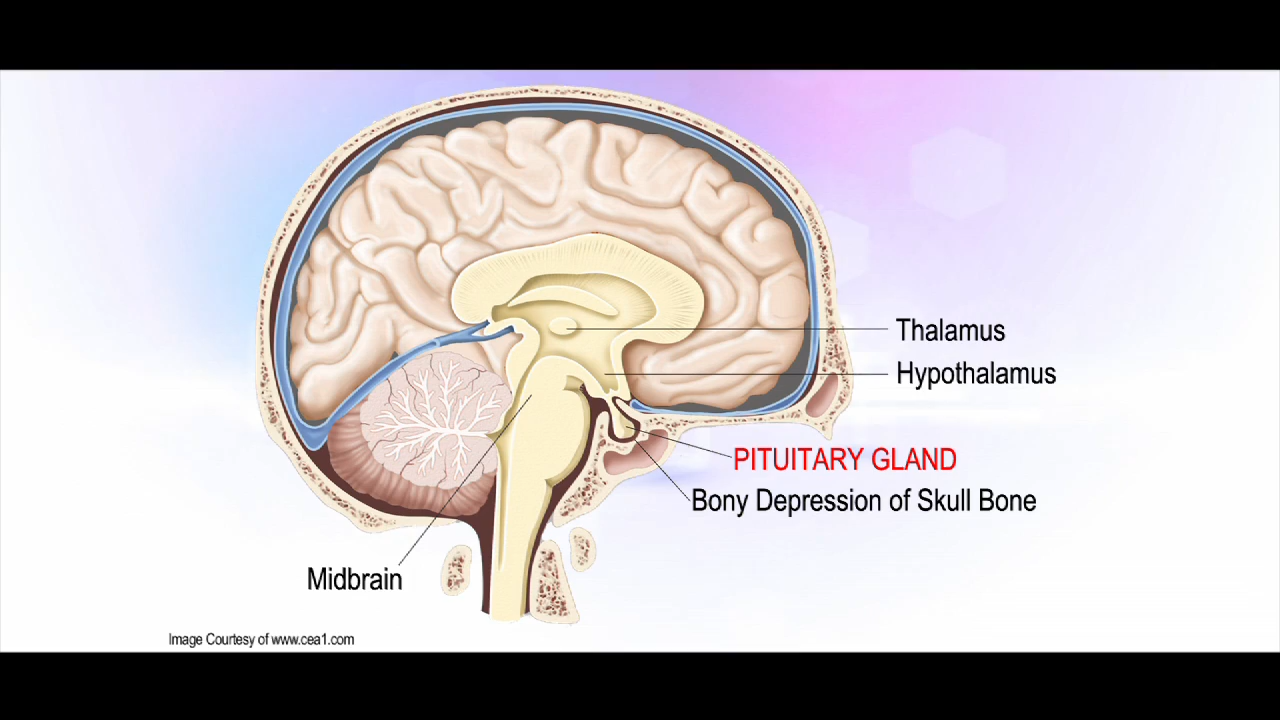 Thalamus
Hypothalamus
PITUITARY GLAND
Bony Depression of Skull Bone
Midbrain
Image Courtesy of www.cea1.com